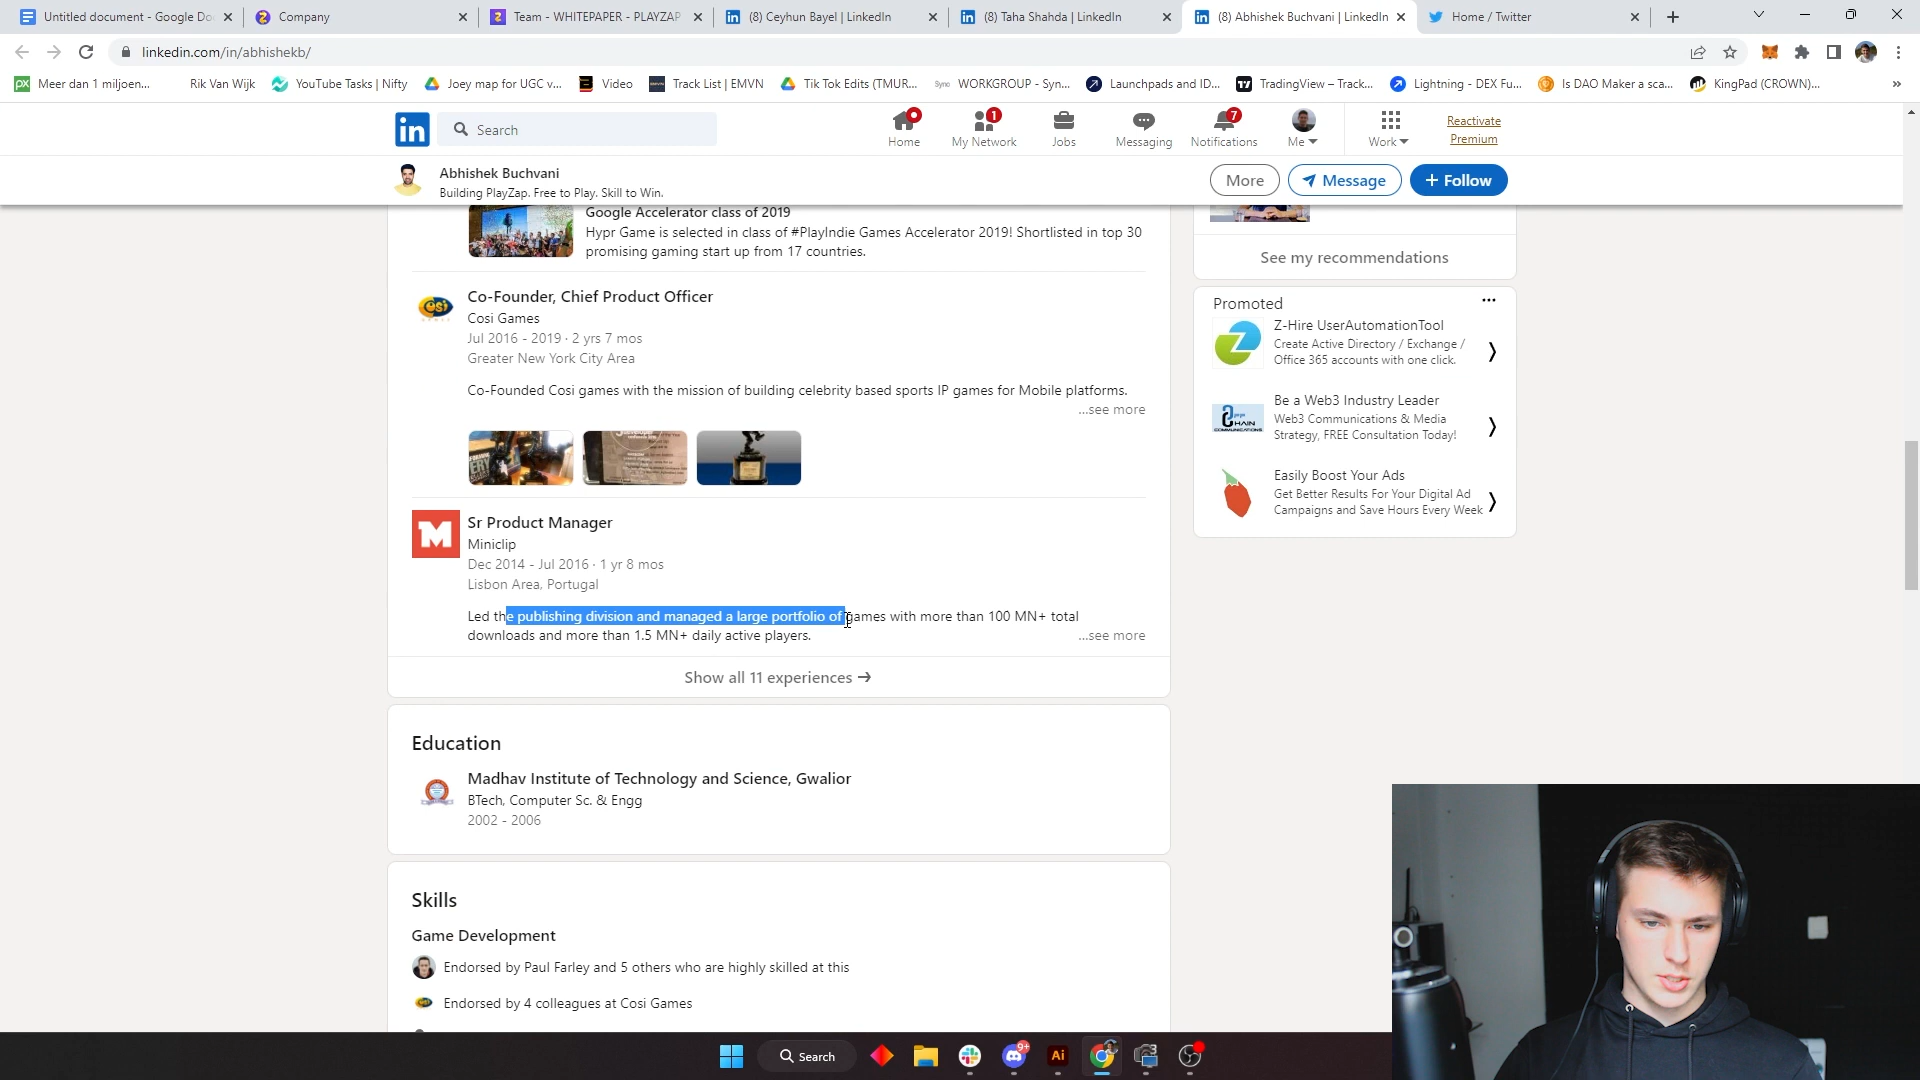 Untitled document - Google Do
Company
Team - WHITEPAPER - PLAYZAP
(8) Ceyhun Bayel | LinkedIn
(8) Taha Shahda | LinkedIn
(8) Abhishek Buchvani | LinkedIn
Home / Twitter
linkedin.com/in/abhishekb/
Meer dan 1 miljoen...
Rik Van Wijk
YouTube Tasks | Nifty
Joey map for UGC v...
Video
Track List | EMVN
Tik Tok Edits (TMUR...
WORKGROUP - Syn...
Launchpads and ID...
TradingView – Track...
Lightning - DEX Fu...
Is DAO Maker a sca...
KingPad (CROWN)...
Search
Home
1
My Network
Jobs
Messaging
7
Notifications
Me
Work
Reactivate
Premium
Abhishek Buchvani
Building PlayZap. Free to Play. Skill to Win.
More
Message
+ Follow
Google Accelerator class of 2019
Hypr Game is selected in class of #PlayIndie Games Accelerator 2019! Shortlisted in top 30
promising gaming start up from 17 countries.
Co-Founder, Chief Product Officer
Cosi Games
Jul 2016 - 2019 · 2 yrs 7 mos
Greater New York City Area
Co-Founded Cosi games with the mission of building celebrity based sports IP games for Mobile platforms.
...see more
Sr Product Manager
Miniclip
Dec 2014 - Jul 2016 · 1 yr 8 mos
Lisbon Area, Portugal
Led the publishing division and managed a large portfolio of games with more than 100 MN+ total
downloads and more than 1.5 MN+ daily active players.
...see more
Show all 11 experiences →
Education
Madhav Institute of Technology and Science, Gwalior
BTech, Computer Sc. & Engg
2002 - 2006
Skills
Game Development
Endorsed by Paul Farley and 5 others who are highly skilled at this
Endorsed by 4 colleagues at Cosi Games
See my recommendations
Promoted
Z-Hire UserAutomationTool
Create Active Directory / Exchange /
Office 365 accounts with one click.
Be a Web3 Industry Leader
Web3 Communications & Media
Strategy, FREE Consultation Today!
Easily Boost Your Ads
Get Better Results For Your Digital Ad
Campaigns and Save Hours Every Week
Search
9+
Ai